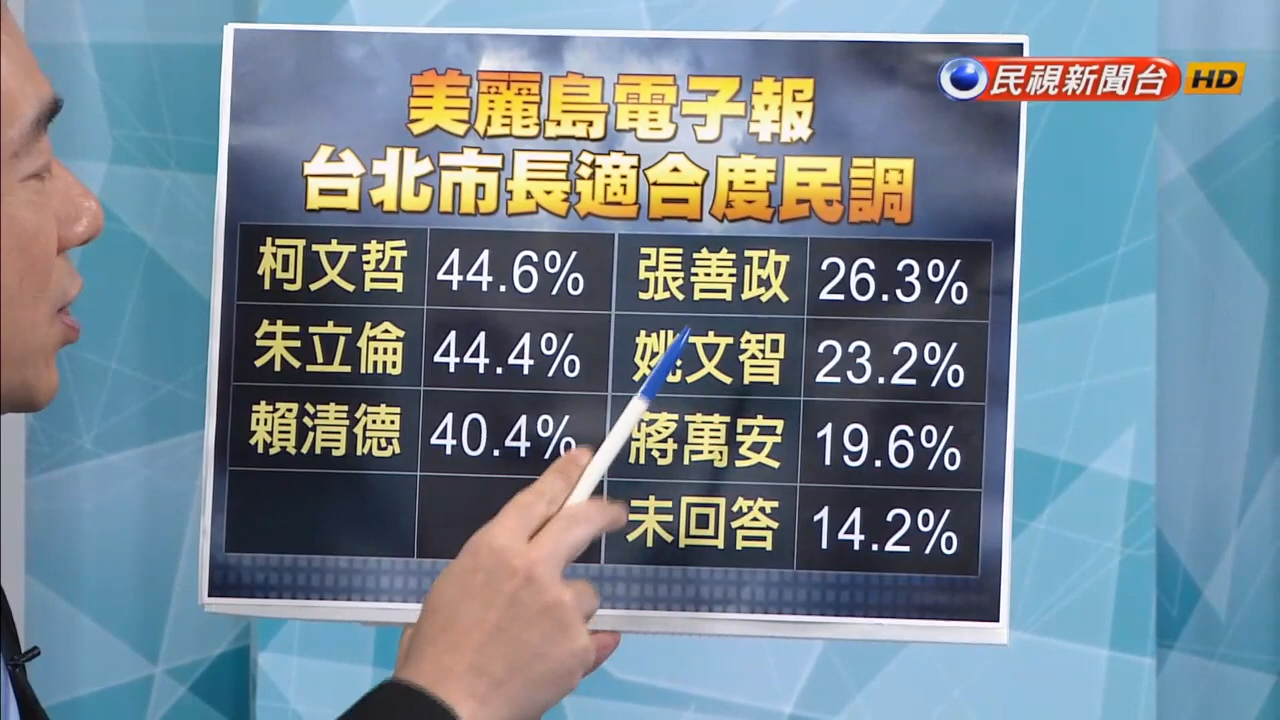 美麗島電子報
台北市長適合度民調
柯文哲 44.6% 張善政 26.3%
朱立倫 44.4% 姚文智 23.2%
賴清德 40.4% 蔣萬安 19.6%
未回答 14.2%
民視新聞台 HD